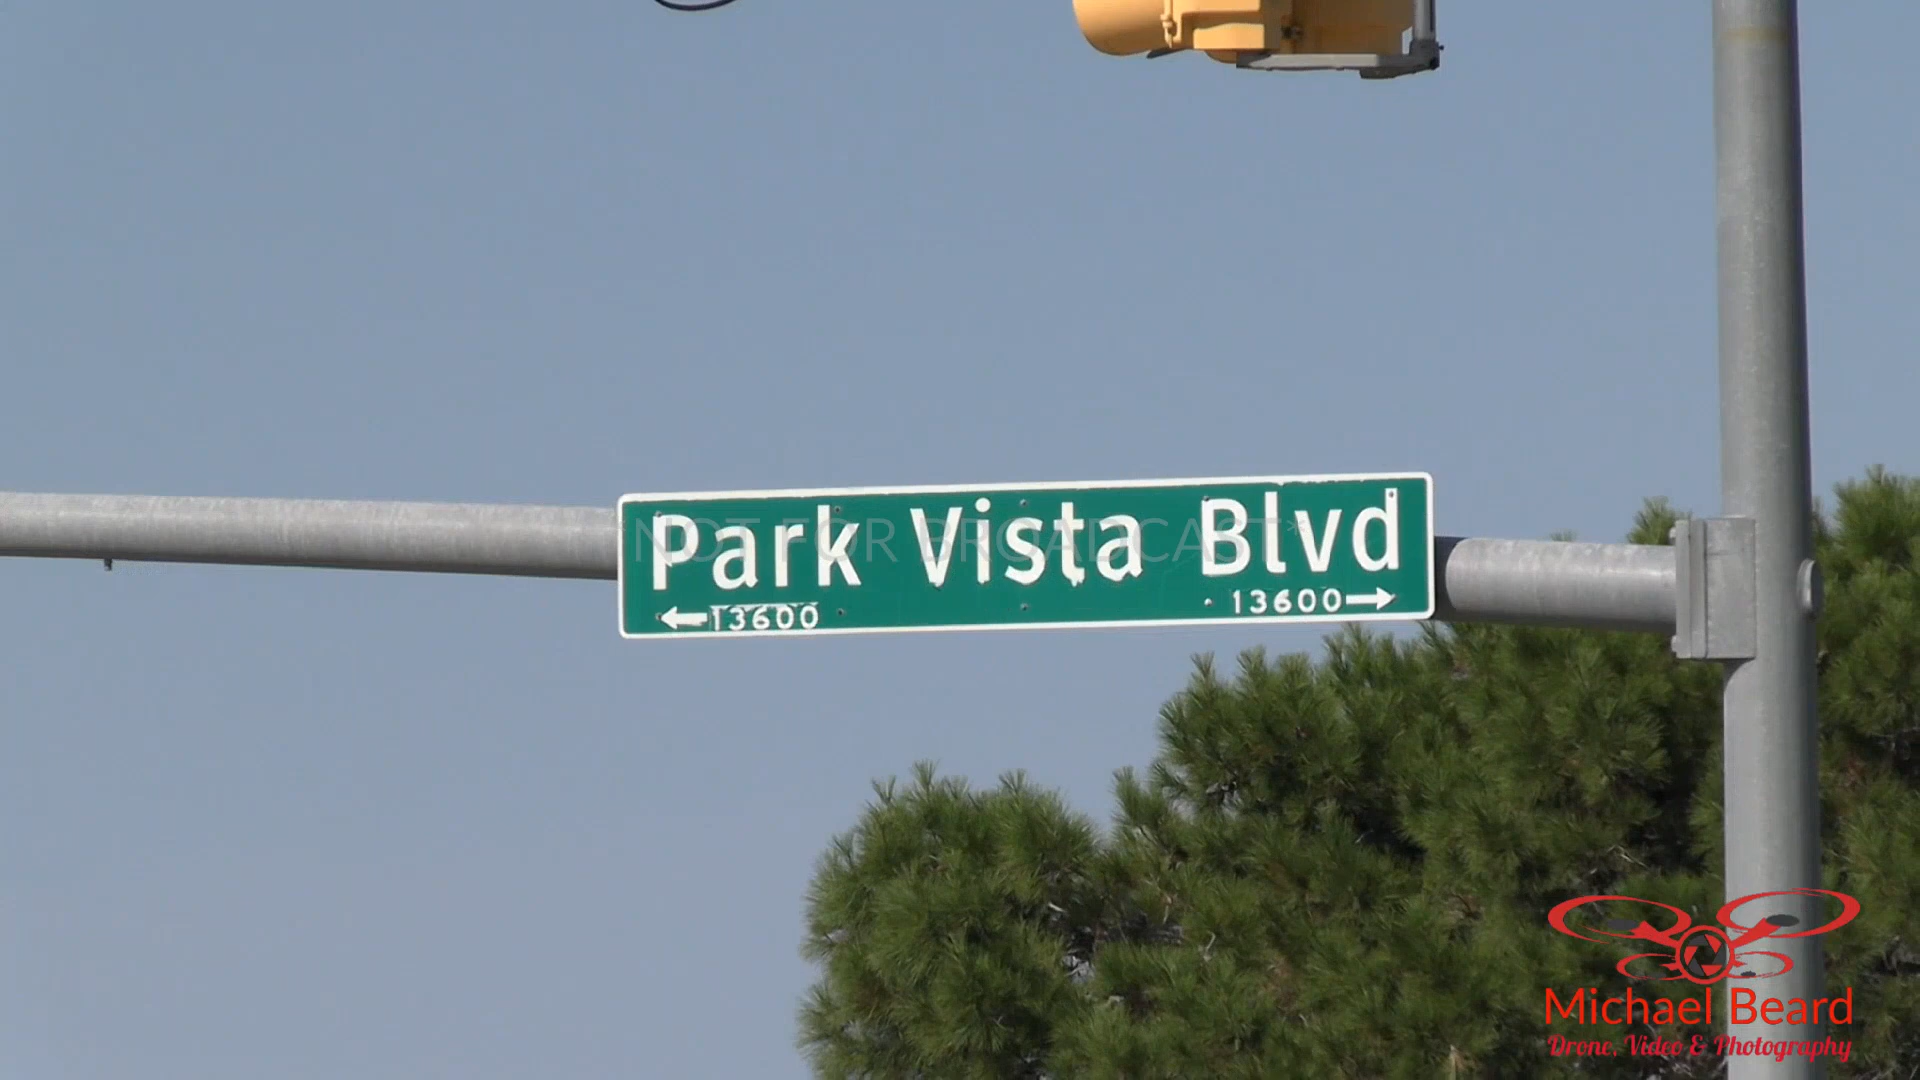 *NOT FOR BROADCAST*
Park Vista Blvd
←13600
13600→
Michael Beard
Drone, Video & Photography